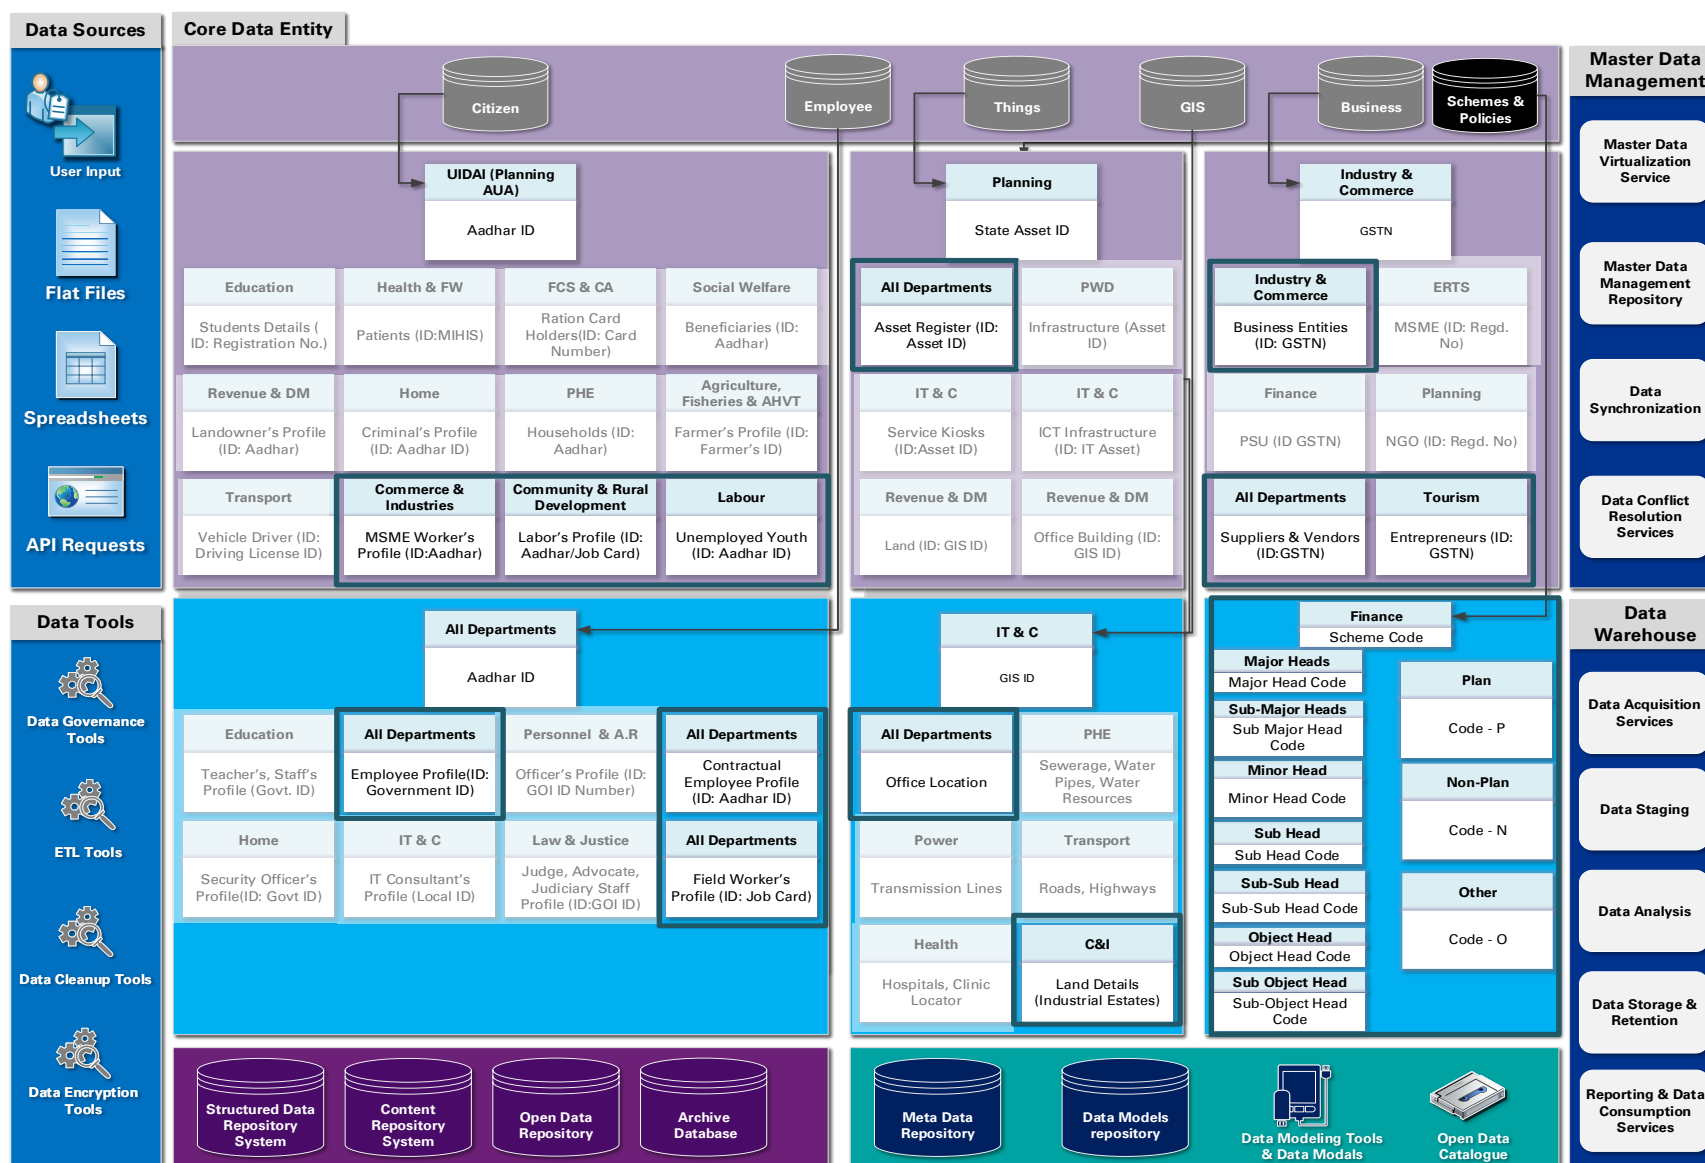 Data Sources
User Input
Flat Files
Spreadsheets
API Requests
Data Tools
Data Governance
Tools
ETL Tools
Data Cleanup Tools
Data Encryption
Tools
Core Data Entity
Citizen
Employee
Things
GIS
Business
Schemes &
Policies
UIDAI (Planning
AUA)
Aadhar ID
Education
Students Details (
ID: Registration No.)
Health & FW
Patients (ID:MIHIS)
FCS & CA
Ration Card
Holders(ID: Card
Number)
Social Welfare
Beneficiaries (ID:
Aadhar)
Revenue & DM
Landowner's Profile
(ID: Aadhar)
Home
Criminal's Profile
(ID: Aadhar ID)
PHE
Households (ID:
Aadhar)
Agriculture,
Fisheries & AHVT
Farmer's Profile (ID:
Farmer's ID)
Transport
Vehicle Driver (ID:
Driving License ID)
Commerce &
Industries
MSME Worker's
Profile (ID:Aadhar)
Community & Rural
Development
Labor's Profile (ID:
Aadhar/Job Card)
Labour
Unemployed Youth
(ID: Aadhar ID)
Planning
State Asset ID
All Departments
Asset Register (ID:
Asset ID)
PWD
Infrastructure (Asset
ID)
IT & C
Service Kiosks
(ID:Asset ID)
IT & C
ICT Infrastructure
(ID: IT Asset)
Revenue & DM
Land (ID: GIS ID)
Revenue & DM
Office Building (ID:
GIS ID)
Industry &
Commerce
GSTN
Industry &
Commerce
Business Entities
(ID: GSTN)
ERTS
MSME (ID: Regd.
No)
Finance
PSU (ID GSTN)
Planning
NGO (ID: Regd. No)
All Departments
Suppliers & Vendors
(ID:GSTN)
Tourism
Entrepreneurs (ID:
GSTN)
All Departments
Aadhar ID
Education
Teacher's, Staff's
Profile (Govt. ID)
All Departments
Employee Profile(ID:
Government ID)
Personnel & A.R
Officer's Profile (ID:
GOI ID Number)
All Departments
Contractual
Employee Profile
(ID: Aadhar ID)
Home
Security Officer's
Profile(ID: Govt ID)
IT & C
IT Consultant's
Profile (Local ID)
Law & Justice
Judge, Advocate,
Judiciary Staff
Profile (ID:GOI ID)
All Departments
Field Worker's
Profile (ID: Job Card)
IT & C
GIS ID
All Departments
Office Location
PHE
Sewerage, Water
Pipes, Water
Resources
Power
Transmission Lines
Transport
Roads, Highways
Health
Hospitals, Clinic
Locator
C&I
Land Details
(Industrial Estates)
Finance
Scheme Code
Major Heads
Major Head Code
Sub-Major Heads
Sub Major Head
Code
Minor Head
Minor Head Code
Sub Head
Sub Head Code
Sub-Sub Head
Sub-Sub Head Code
Object Head
Object Head Code
Sub Object Head
Sub-Object Head
Code
Plan
Code - P
Non-Plan
Code - N
Other
Code - O
Structured Data
Repository
System
Content
Repository
System
Open Data
Repository
Archive
Database
Meta Data
Repository
Data Models
repository
Data Modeling Tools
& Data Modals
Open Data
Catalogue
Master Data
Management
Master Data
Virtualization
Service
Master Data
Management
Repository
Data
Synchronization
Data Conflict
Resolution
Services
Data
Warehouse
Data Acquisition
Services
Data Staging
Data Analysis
Data Storage &
Retention
Reporting & Data
Consumption
Services